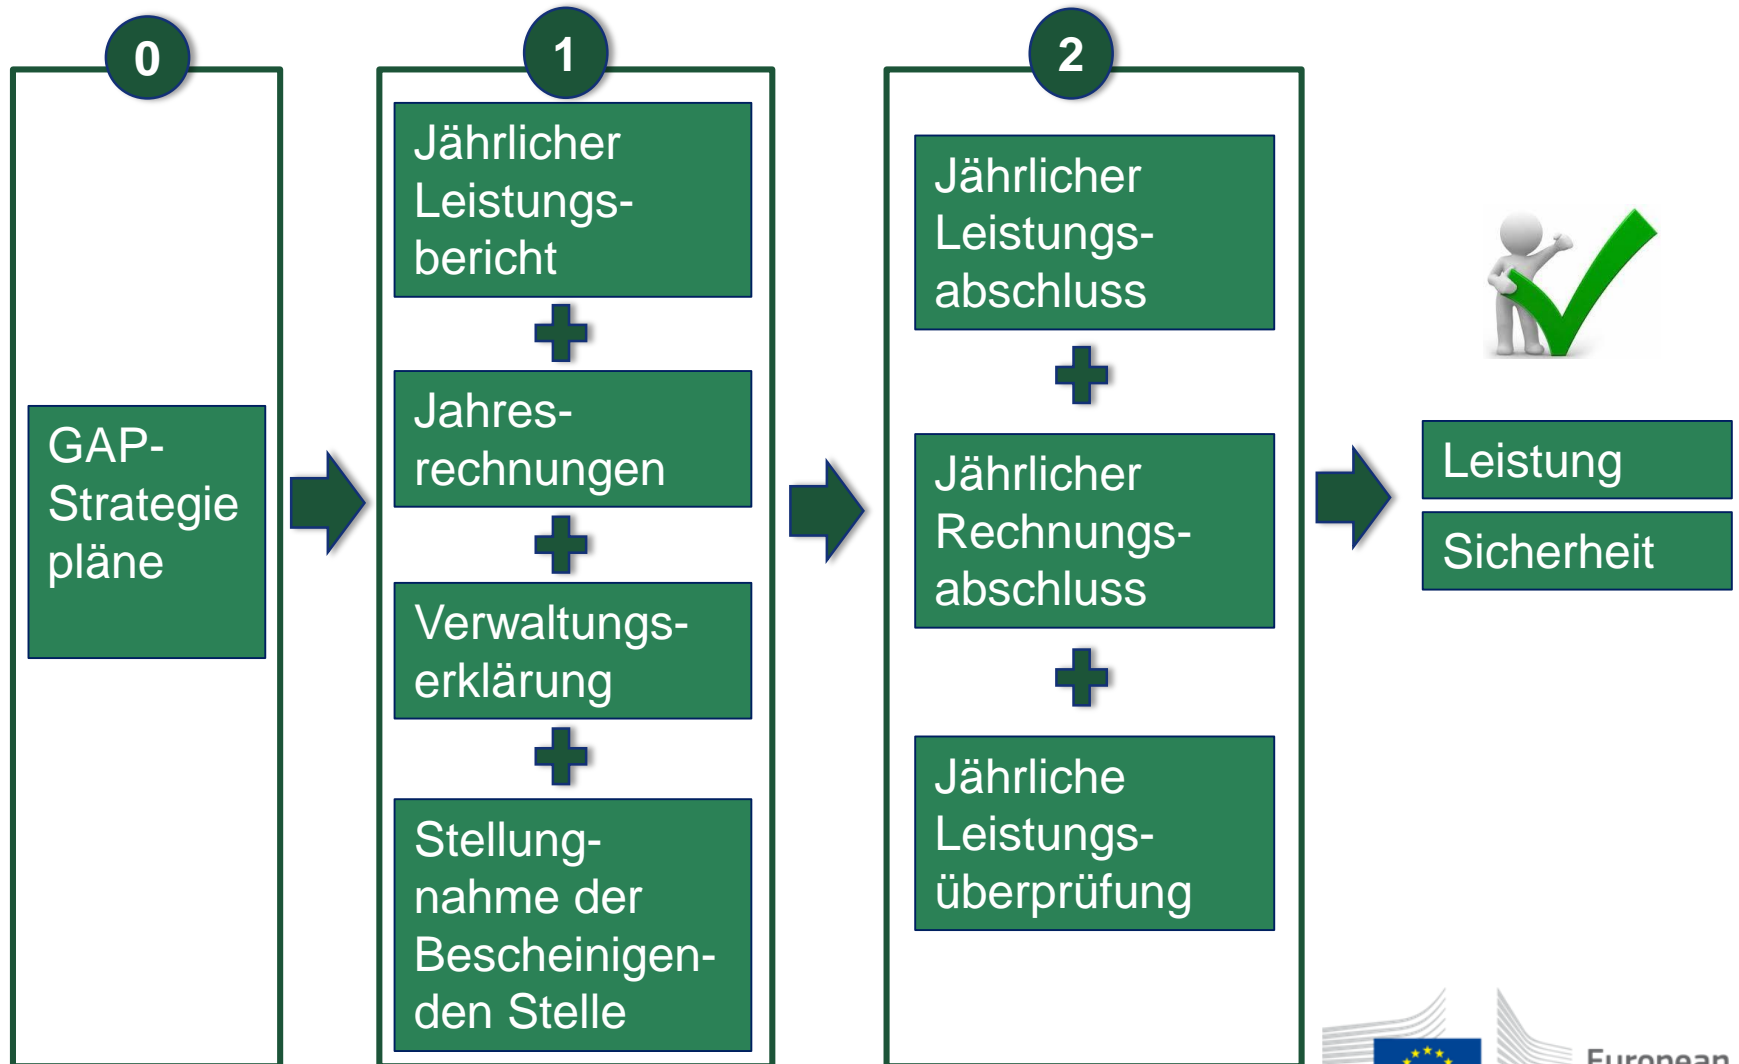 0
GAP-
Strategie
pläne
1
Jährlicher
Leistungs-
bericht
Jahres-
rechnungen
Verwaltungs-
erklärung
Stellung-
nahme der
Bescheinigen-
den Stelle
2
Jährlicher
Leistungs-
abschluss
Jährlicher
Rechnungs-
abschluss
Jährliche
Leistungs-
überprüfung
Leistung
Sicherheit
European